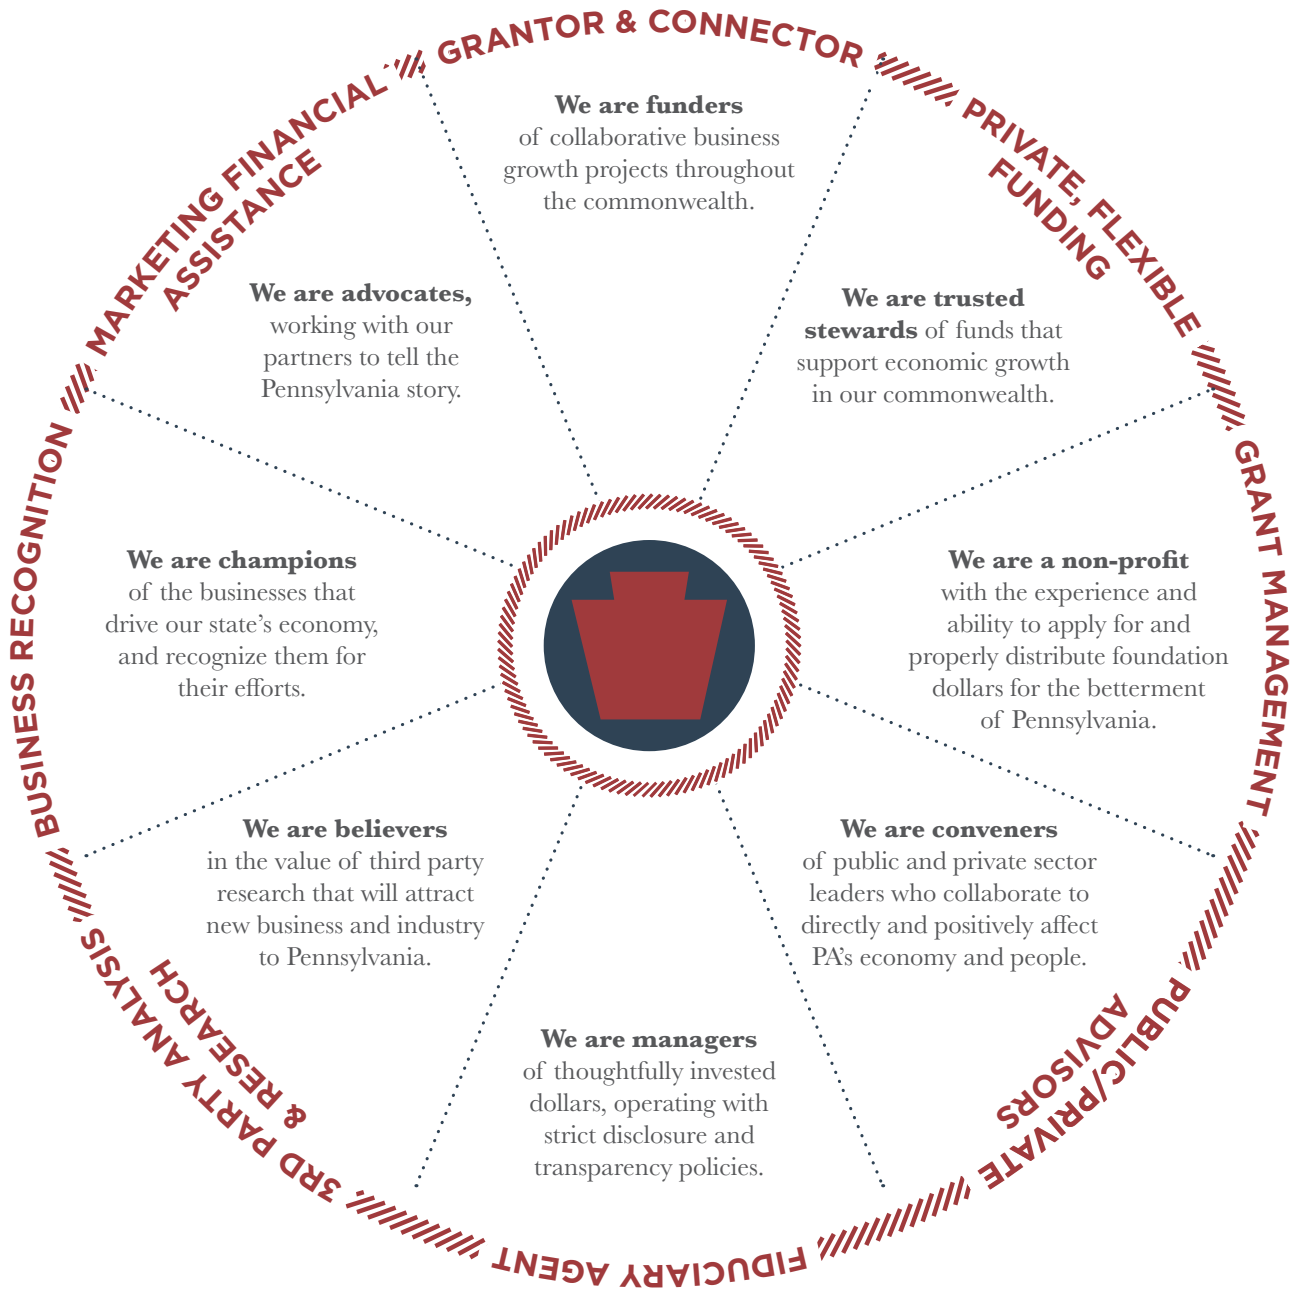 GRANTOR & CONNECTOR
We are funders
of collaborative business
growth projects throughout
the commonwealth.
PRIVATE, FLEXIBLE
FUNDING
We are trusted
stewards of funds that
support economic growth
in our commonwealth.
GRANT MANAGEMENT
We are a non-profit
with the experience and
ability to apply for and
properly distribute foundation
dollars for the betterment
of Pennsylvania.
PUBLIC/PRIVATE
ADVISORS
We are conveners
of public and private sector
leaders who collaborate to
directly and positively affect
PA's economy and people.
FIDUCIARY AGENT
We are managers
of thoughtfully invested
dollars, operating with
strict disclosure and
transparency policies.
3RD PARTY ANALYSIS
& RESEARCH
We are believers
in the value of third party
research that will attract
new business and industry
to Pennsylvania.
BUSINESS RECOGNITION
We are champions
of the businesses that
drive our state's economy,
and recognize them for
their efforts.
MARKETING FINANCIAL
ASSISTANCE
We are advocates,
working with our
partners to tell the
Pennsylvania story.